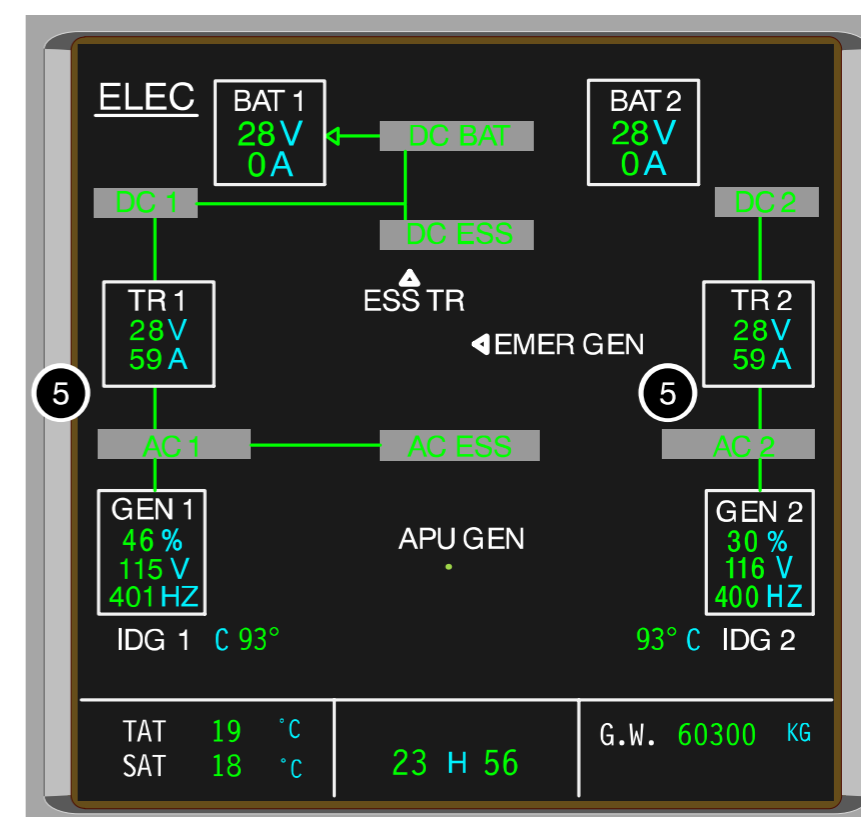 ELEC
BAT 1
28 V
0 A
DC BAT
BAT 2
28 V
0 A
DC 1
DC ESS
DC 2
ESS TR
TR 1
28 V
59 A
EMER GEN
TR 2
28 V
59 A
5
5
AC 1
AC ESS
AC 2
GEN 1
46 %
115 V
401 HZ
APU GEN
GEN 2
30 %
116 V
400 HZ
IDG 1 C 93°
93° C IDG 2
TAT 19 °C
SAT 18 °C
23 H 56
G.W. 60300 KG